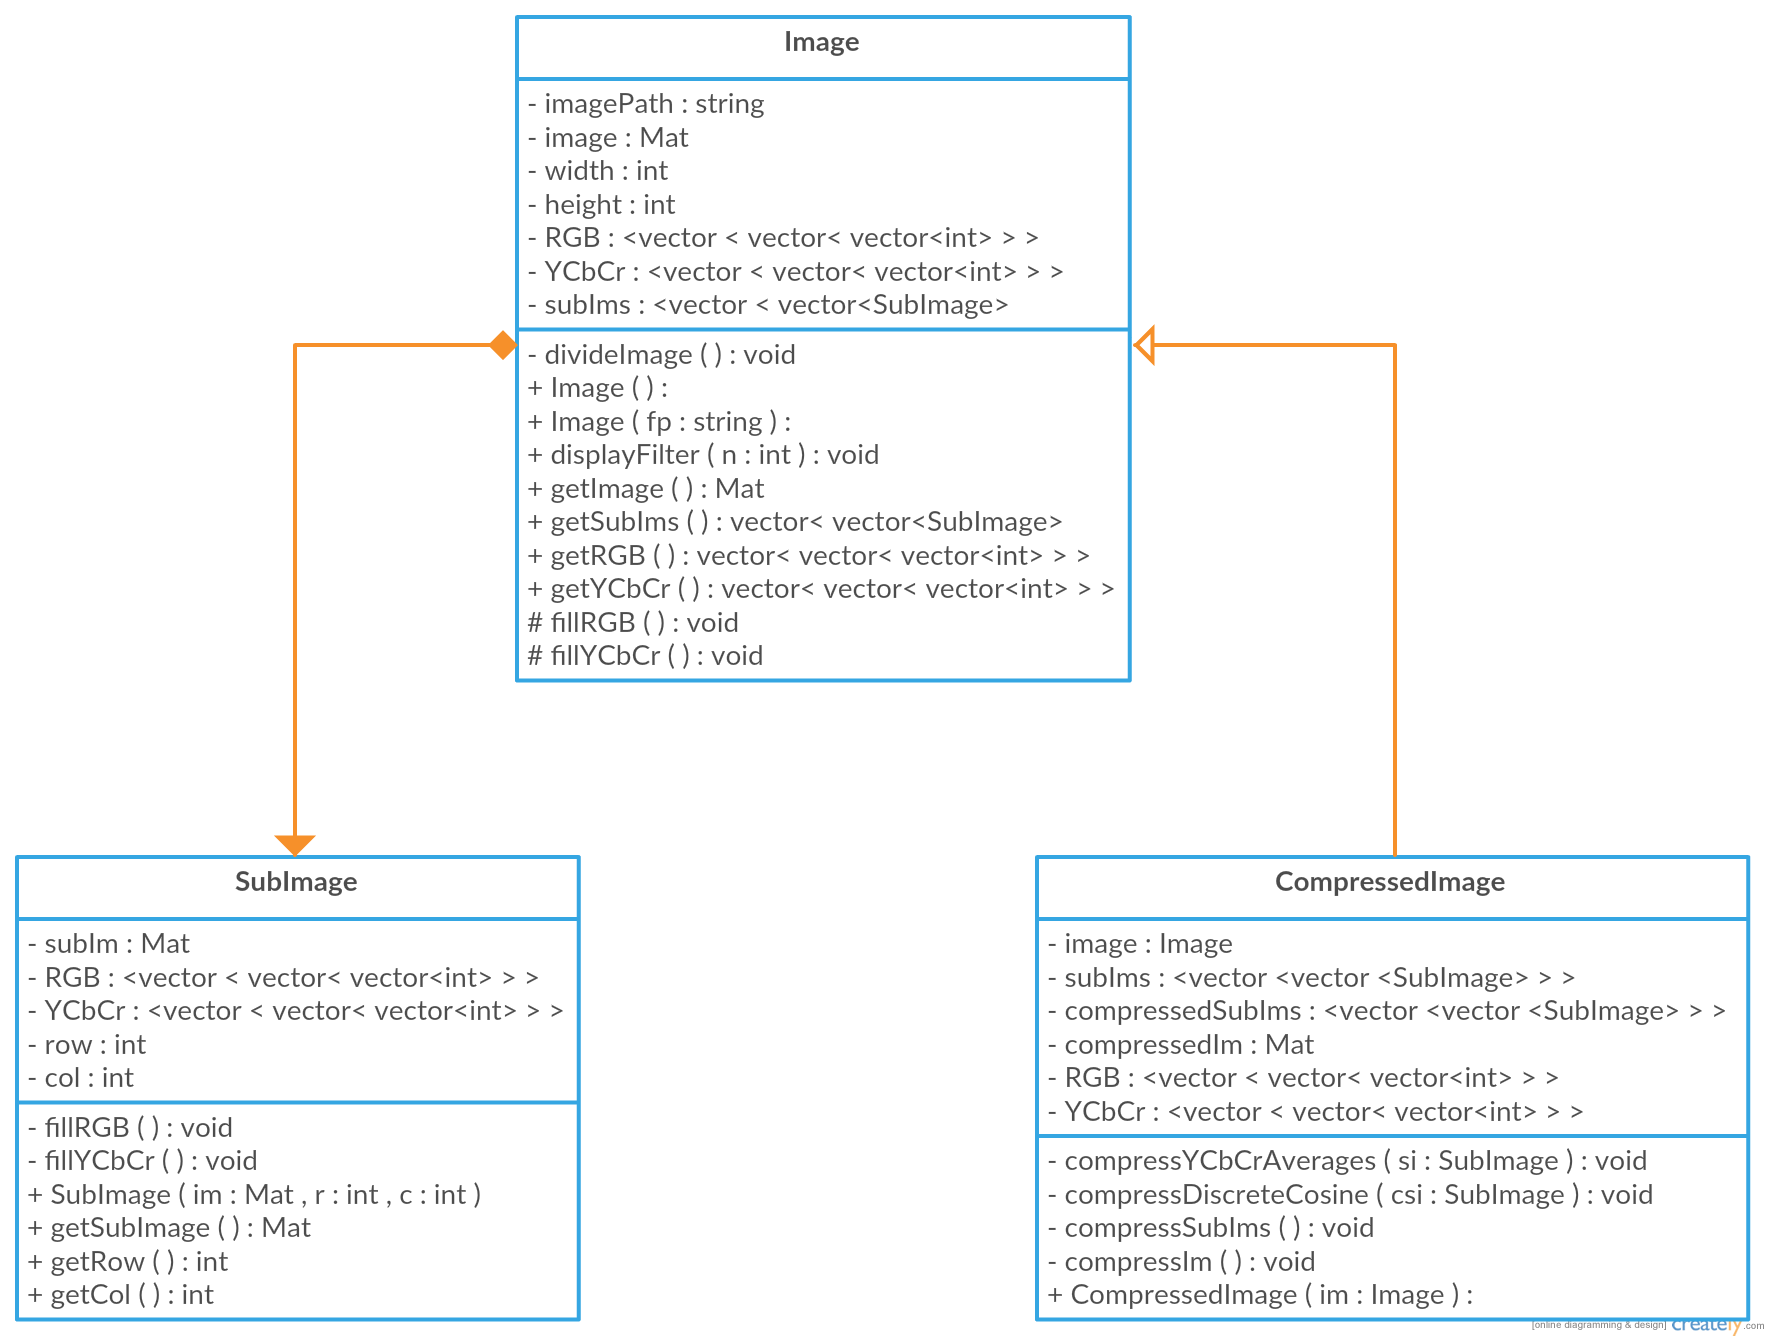 Image
- imagePath : string
- image : Mat
- width : int
- height : int
- RGB : <vector < vector< vector<int> > >
- YCbCr : <vector < vector< vector<int> > >
- subIms : <vector < vector<SubImage>
- divideImage ( ) : void
+ Image ( ) :
+ Image ( fp : string ) :
+ displayFilter ( n : int ) : void
+ getImage ( ) : Mat
+ getSubIms ( ) : vector< vector<SubImage>
+ getRGB ( ) : vector< vector< vector<int> > >
+ getYCbCr ( ) : vector< vector< vector<int> > >
# fillRGB ( ) : void
# fillYCbCr ( ) : void
SubImage
- subIm : Mat
- RGB : <vector < vector< vector<int> > >
- YCbCr : <vector < vector< vector<int> > >
- row : int
- col : int
- fillRGB ( ) : void
- fillYCbCr ( ) : void
+ SubImage ( im : Mat , r : int , c : int )
+ getSubImage ( ) : Mat
+ getRow ( ) : int
+ getCol ( ) : int
CompressedImage
- image : Image
- subIms : <vector <vector <SubImage> > >
- compressedSubIms : <vector <vector <SubImage> > >
- compressedIm : Mat
- RGB : <vector < vector< vector<int> > >
- YCbCr : <vector < vector< vector<int> > >
- compressYCbCrAverages ( si : SubImage ) : void
- compressDiscreteCosine ( csi : SubImage ) : void
- compressSubIms ( ) : void
- compressIm ( ) : void
+ CompressedImage ( im : Image ) :
[online diagramming & design] creately.com